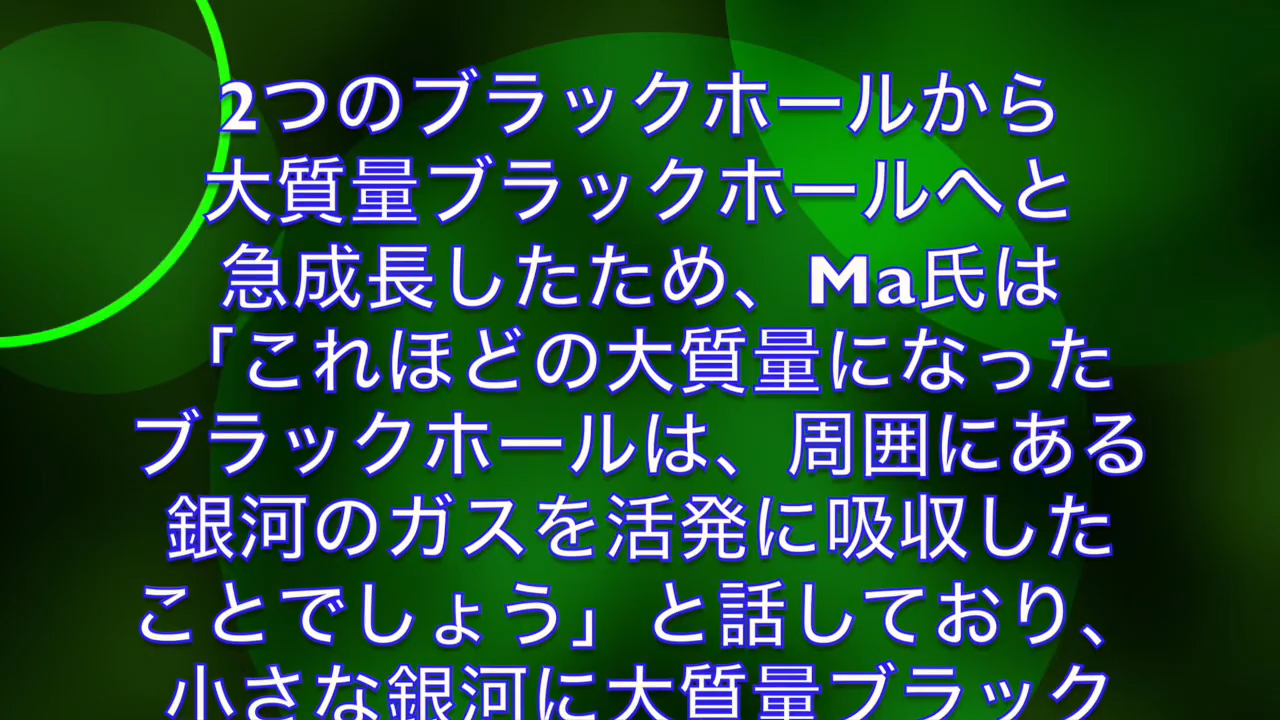 2つのブラックホールから
大質量ブラックホールへと
急成長したため、Ma氏は
「これほどの大質量になった
ブラックホールは、周囲にある
銀河のガスを活発に吸収した
ことでしょう」と話しており、
小さな銀河に大質量ブラック